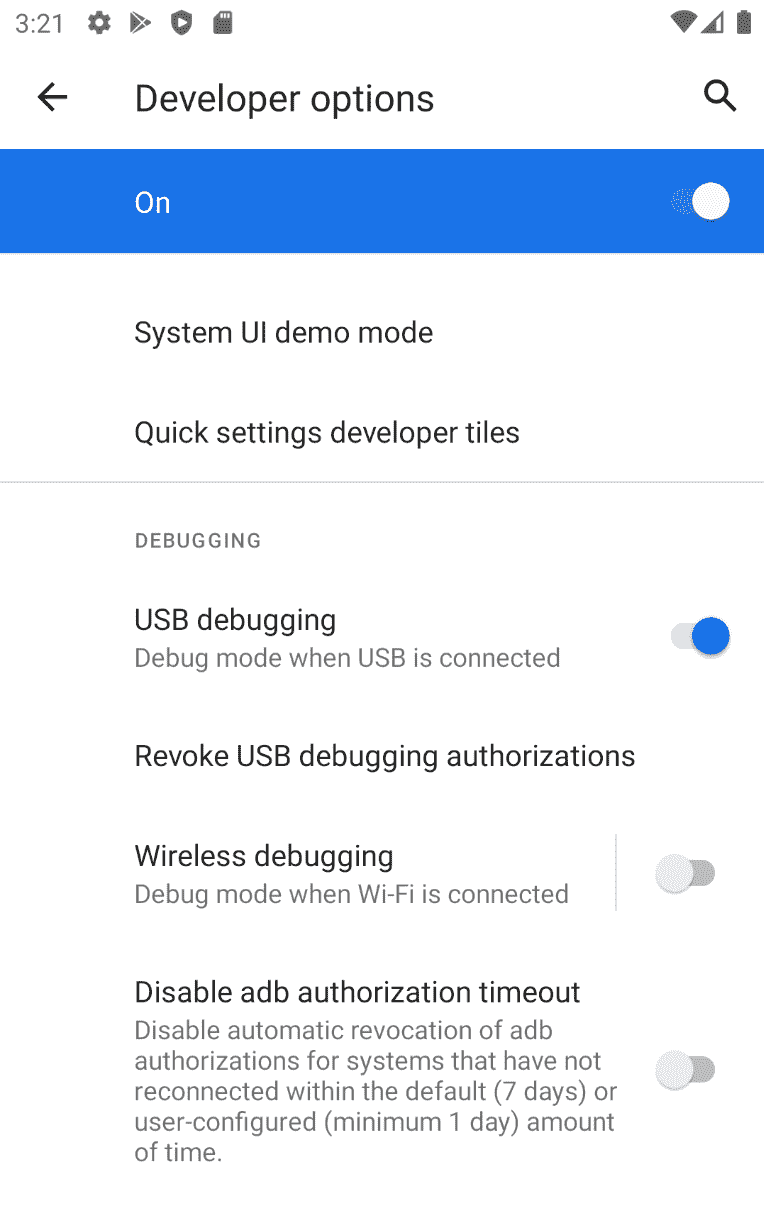 3:21
Developer options
On
System UI demo mode
Quick settings developer tiles
DEBUGGING
USB debugging
Debug mode when USB is connected
Revoke USB debugging authorizations
Wireless debugging
Debug mode when Wi-Fi is connected
Disable adb authorization timeout
Disable automatic revocation of adb
authorizations for systems that have not
reconnected within the default (7 days) or
user-configured (minimum 1 day) amount
of time.